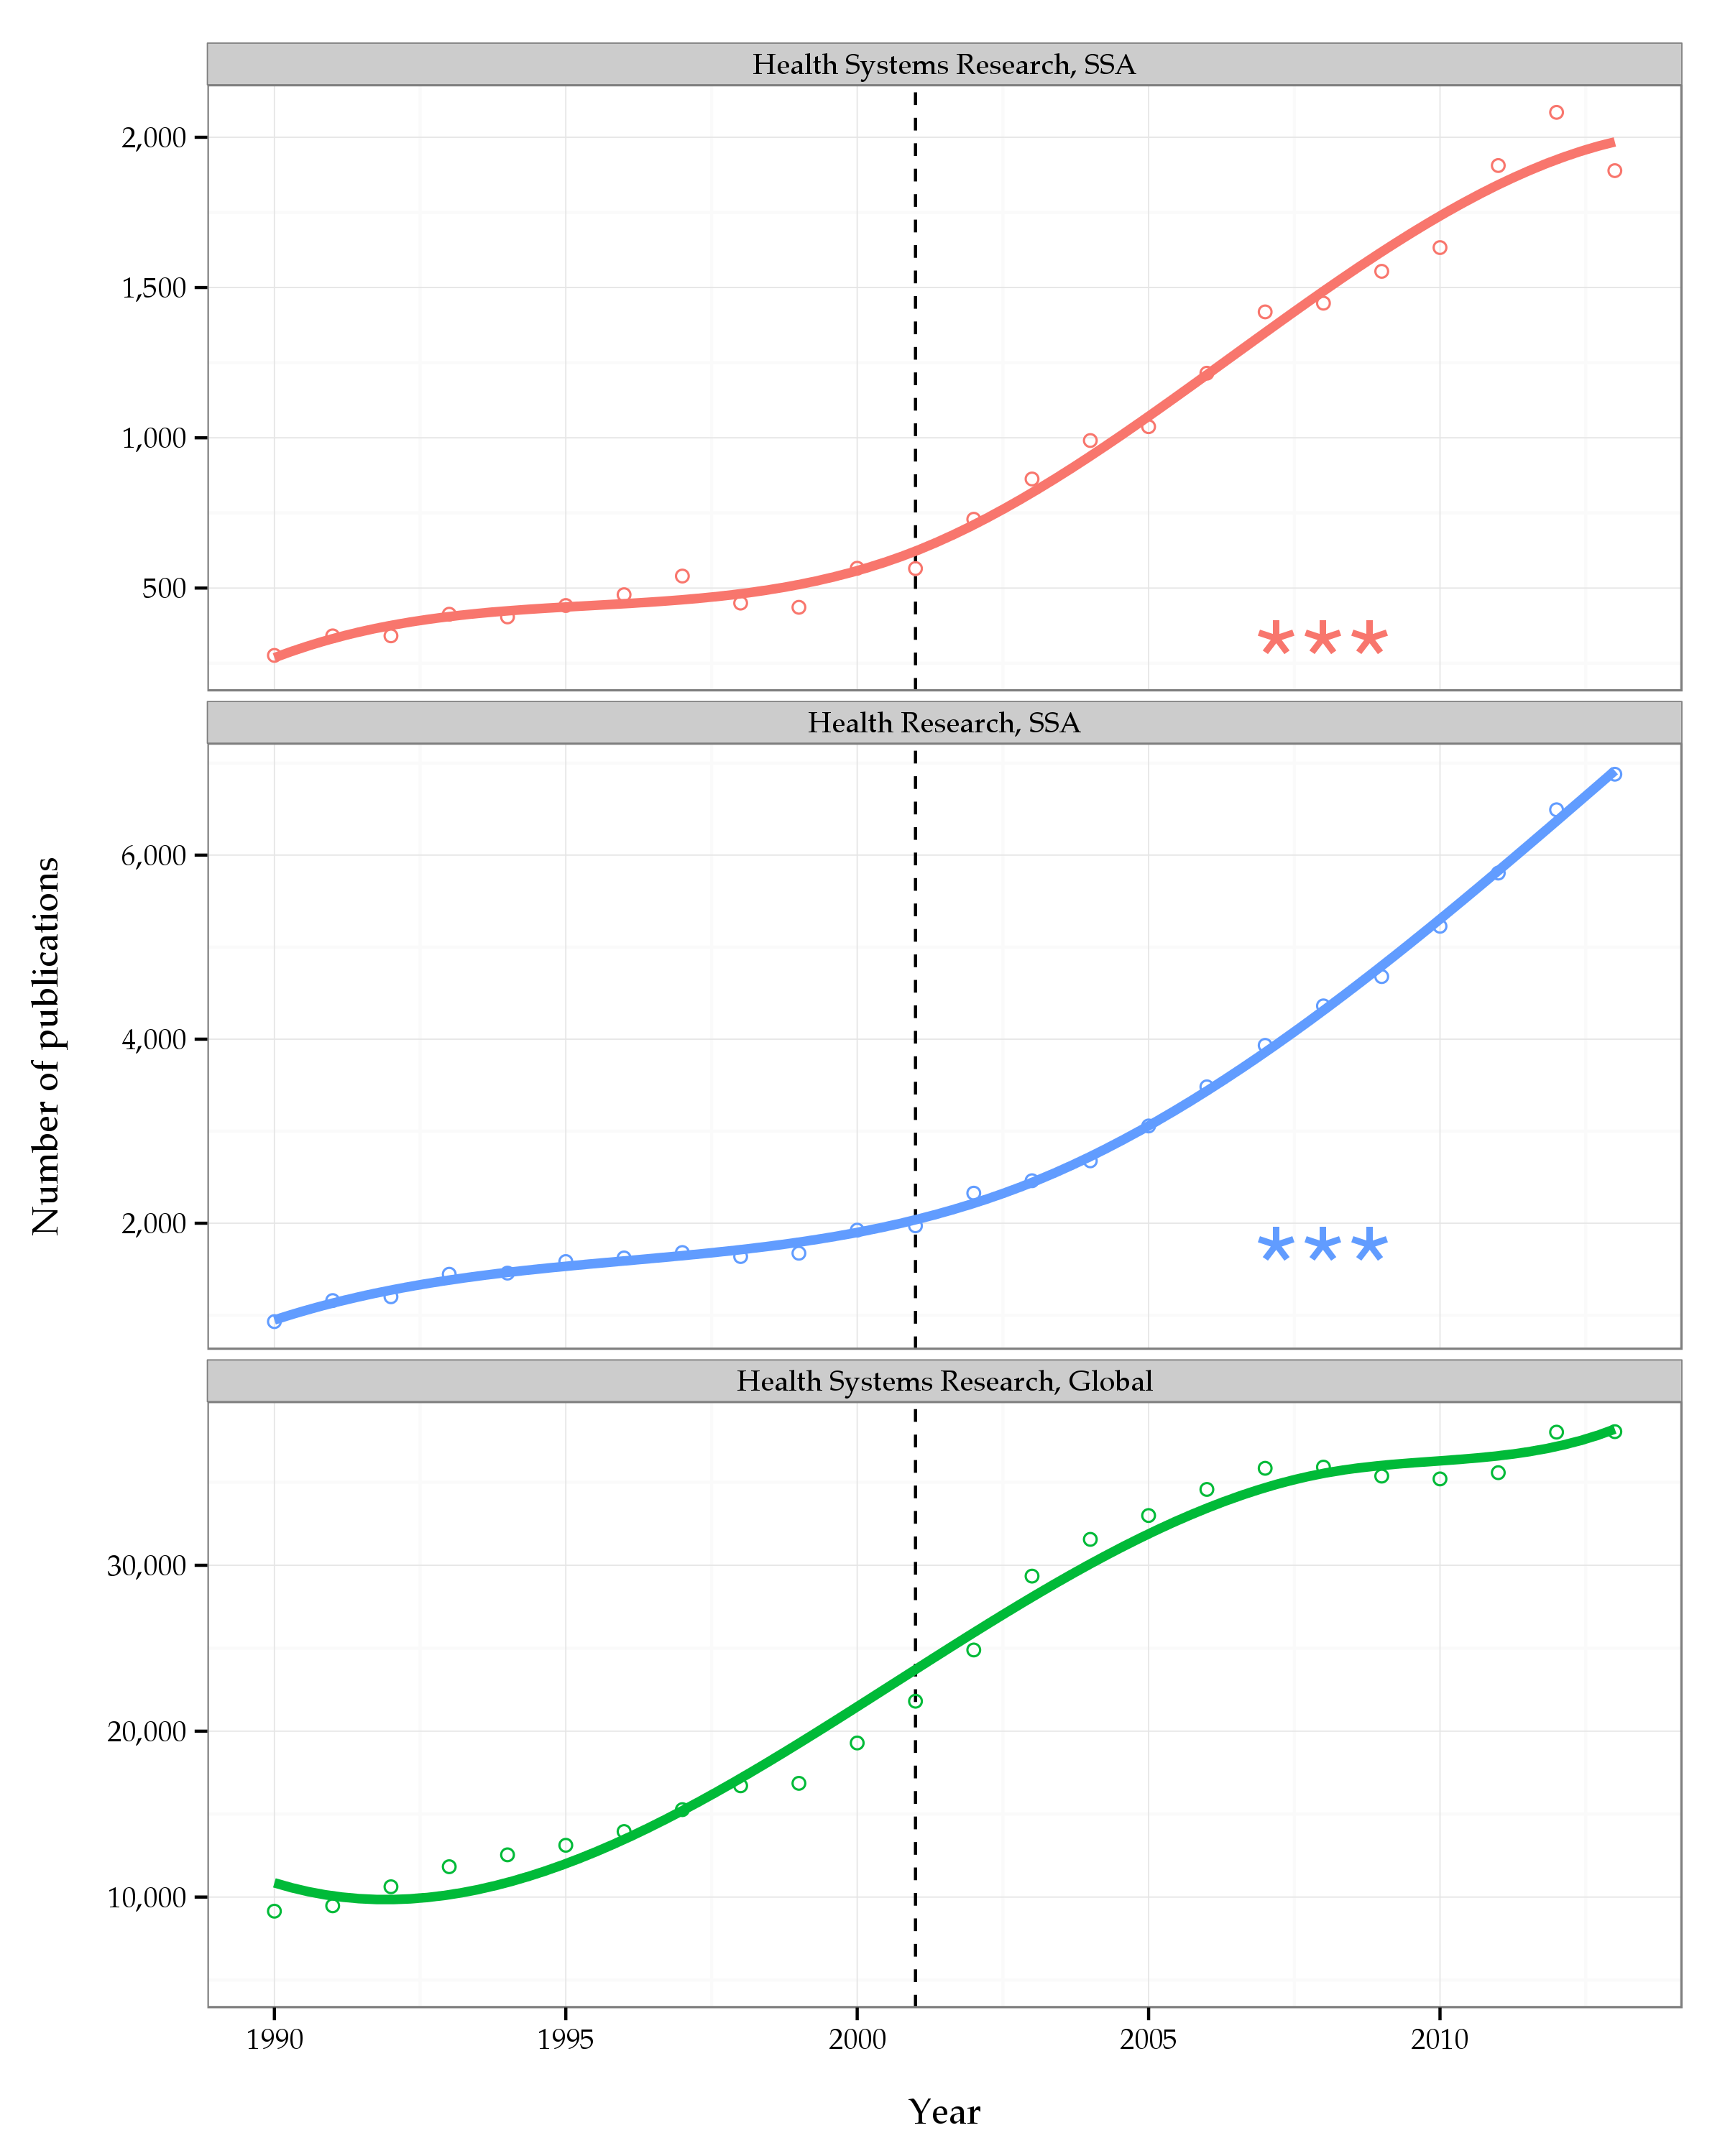 Health Systems Research, SSA
2,000
1,500
1,000
500
***
Health Research, SSA
6,000
4,000
2,000
***
Health Systems Research, Global
30,000
20,000
10,000
1990 1995 2000 2005 2010
Year
Number of publications